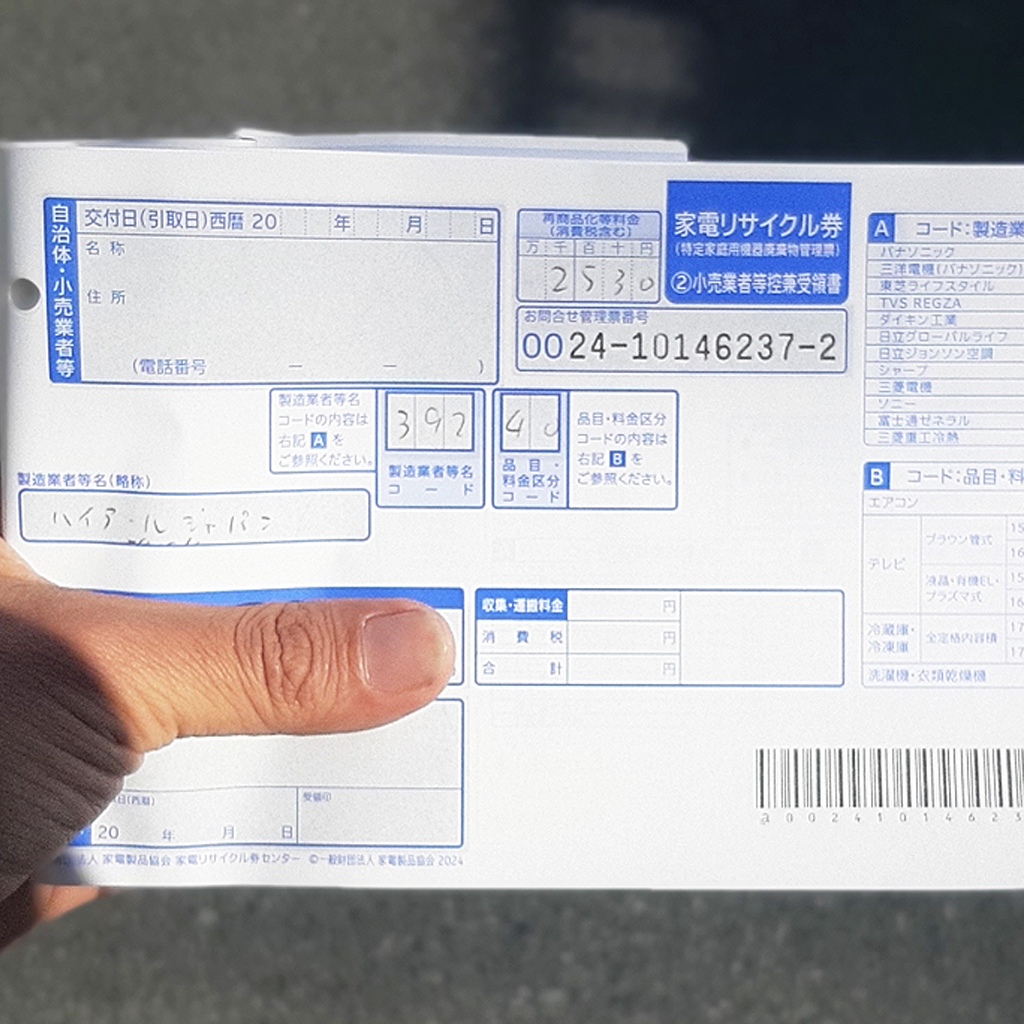 自治体・小売業者等
交付日(引取日)西暦 20 年 月 日
名 称
住 所
(電話番号 － － )
再商品化等料金
(消費税含む)
万 千 百 十 円
2 5 3 0
家電リサイクル券
(特定家庭用機器廃棄物管理票)
②小売業者等控兼受領書
お問合せ管理票番号
0024-10146237-2
製造業者等名
コードの内容は
右記 A を
ご参照ください。
392
製造業者等名
コード
40
品目・
料金区分
コード
品目・料金区分
コードの内容は
右記 B を
ご参照ください。
製造業者等名(略称)
ハイアールジャパン
収集・運搬料金 円
消費税 円
合計 円
(西暦)
20 年 月 日
受領印
法人 家電製品協会 家電リサイクル券センター ©一般財団法人 家電製品協会 2024
A コード：製造業
パナソニック
三洋電機(パナソニック)
東芝ライフスタイル
TVS REGZA
ダイキン工業
日立グローバルライフ
日立ジョンソン空調
シャープ
三菱電機
ソニー
富士通ゼネラル
三菱重工冷熱
B コード：品目・料
エアコン
テレビ
ブラウン管式
15
16
液晶・有機EL・
プラズマ式
15
16
冷蔵庫・
冷凍庫
全定格内容積
17
17
洗濯機・衣類乾燥機
a00241014623